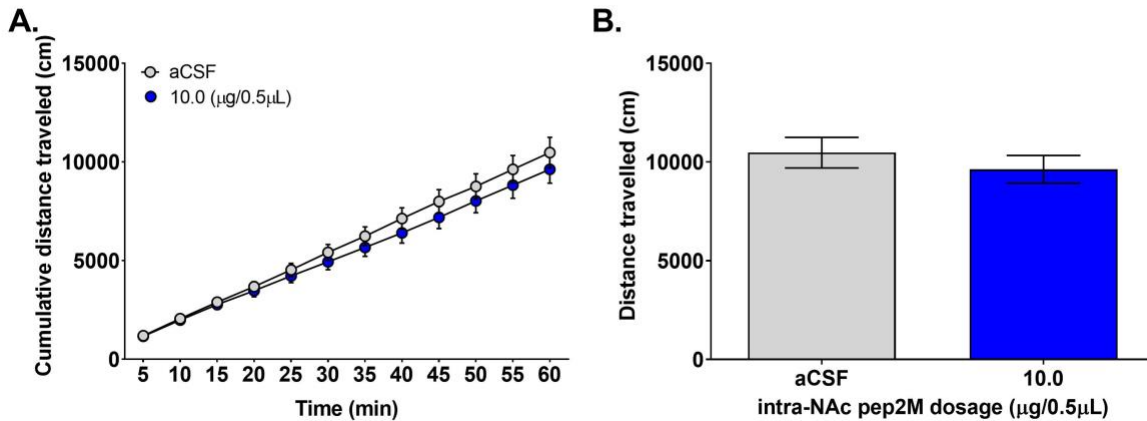 A.
Cumulative distance traveled (cm)
15000
10000
5000
0
aCSF
10.0 (μg/0.5μL)
5 10 15 20 25 30 35 40 45 50 55 60
Time (min)
B.
Distance travelled (cm)
15000
10000
5000
0
aCSF 10.0
intra-NAc pep2M dosage (μg/0.5μL)